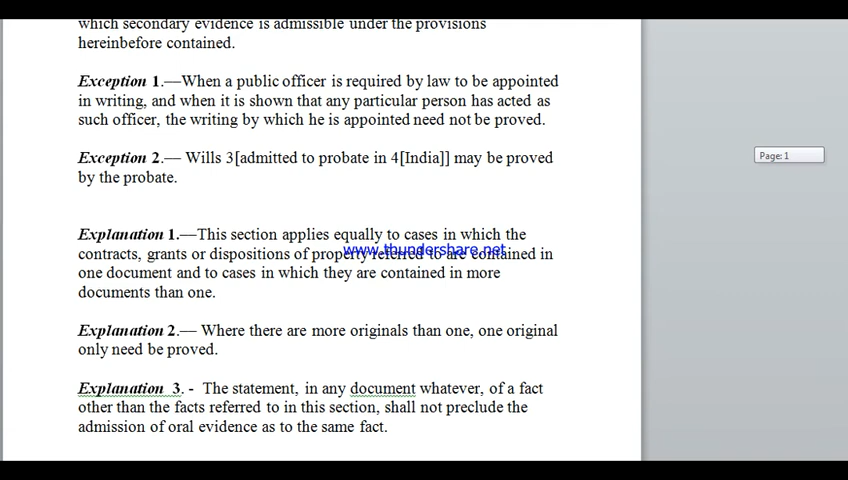 which secondary evidence is admissible under the provisions
hereinbefore contained.
Exception 1.—When a public officer is required by law to be appointed
in writing, and when it is shown that any particular person has acted as
such officer, the writing by which he is appointed need not be proved.
Exception 2.— Wills 3[admitted to probate in 4[India]] may be proved
by the probate.
Page: 1
Explanation 1.—This section applies equally to cases in which the
www.thundershare.net
contracts, grants or dispositions of property referred to are contained in
one document and to cases in which they are contained in more
documents than one.
Explanation 2.— Where there are more originals than one, one original
only need be proved.
Explanation 3. - The statement, in any document whatever, of a fact
other than the facts referred to in this section, shall not preclude the
admission of oral evidence as to the same fact.